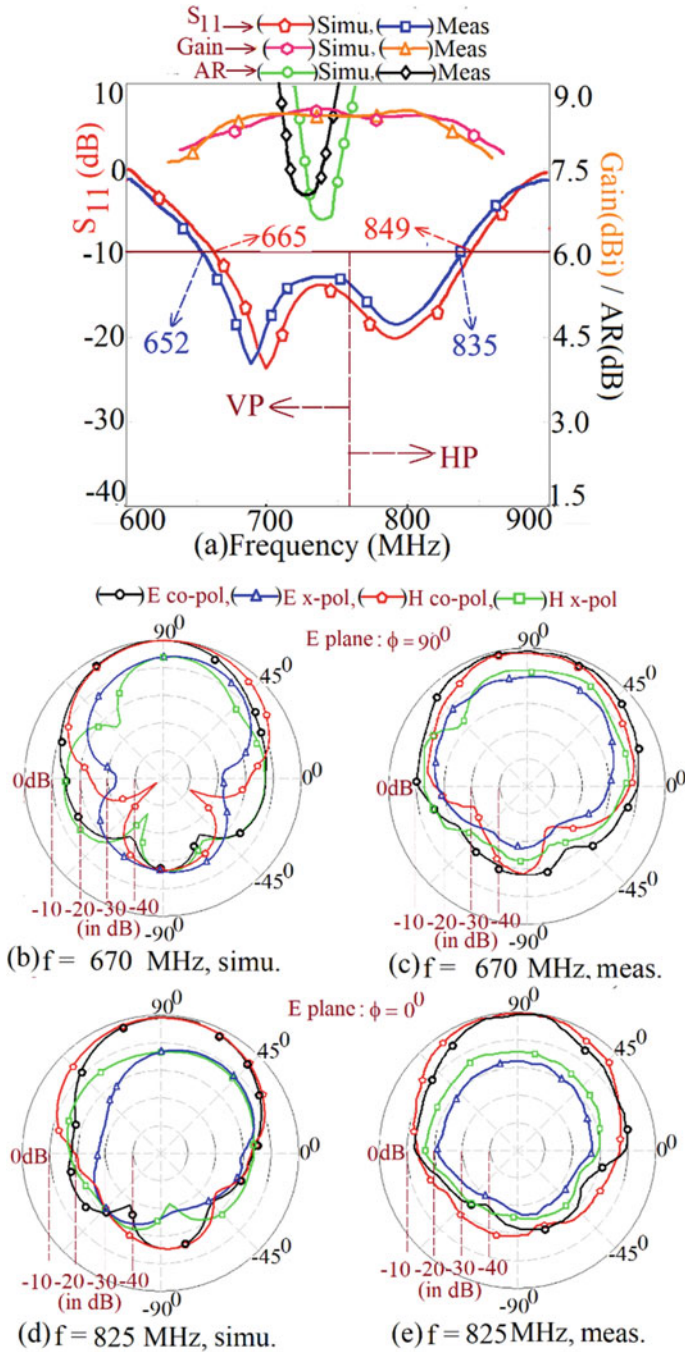 S11 → ( )Simu, ( )Meas
Gain → ( )Simu, ( )Meas
AR → ( )Simu, ( )Meas
10
0
-10
-20
-30
-40
S11 (dB)
9.0
7.5
6.0
4.5
3.0
1.5
Gain(dBi) / AR(dB)
665
849
652
835
VP
HP
600
700
800
900
(a)Frequency (MHz)
( )E co-pol, ( )E x-pol, ( )H co-pol, ( )H x-pol
E plane : ϕ = 90⁰
90⁰
45⁰
0⁰
-45⁰
-90⁰
0dB
-10 -20 -30 -40
(in dB)
(b) f = 670 MHz, simu.
90⁰
45⁰
0⁰
-45⁰
-90⁰
0dB
-10 -20 -30 -40
(in dB)
(c) f = 670 MHz, meas.
E plane : ϕ = 0⁰
90⁰
45⁰
0⁰
-45⁰
-90⁰
0dB
-10 -20 -30 -40
(in dB)
(d) f = 825 MHz, simu.
90⁰
45⁰
0⁰
-45⁰
-90⁰
0dB
-10 -20 -30 -40
(in dB)
(e) f = 825MHz, meas.